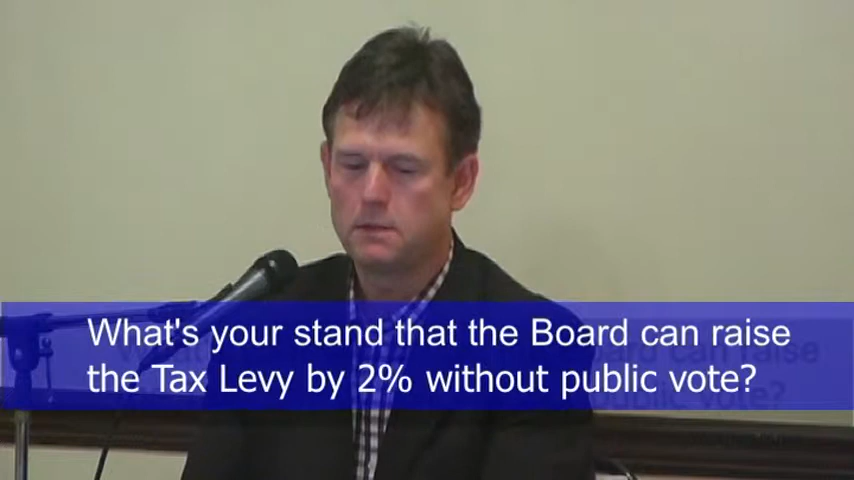 What's your stand that the Board can raise
the Tax Levy by 2% without public vote?